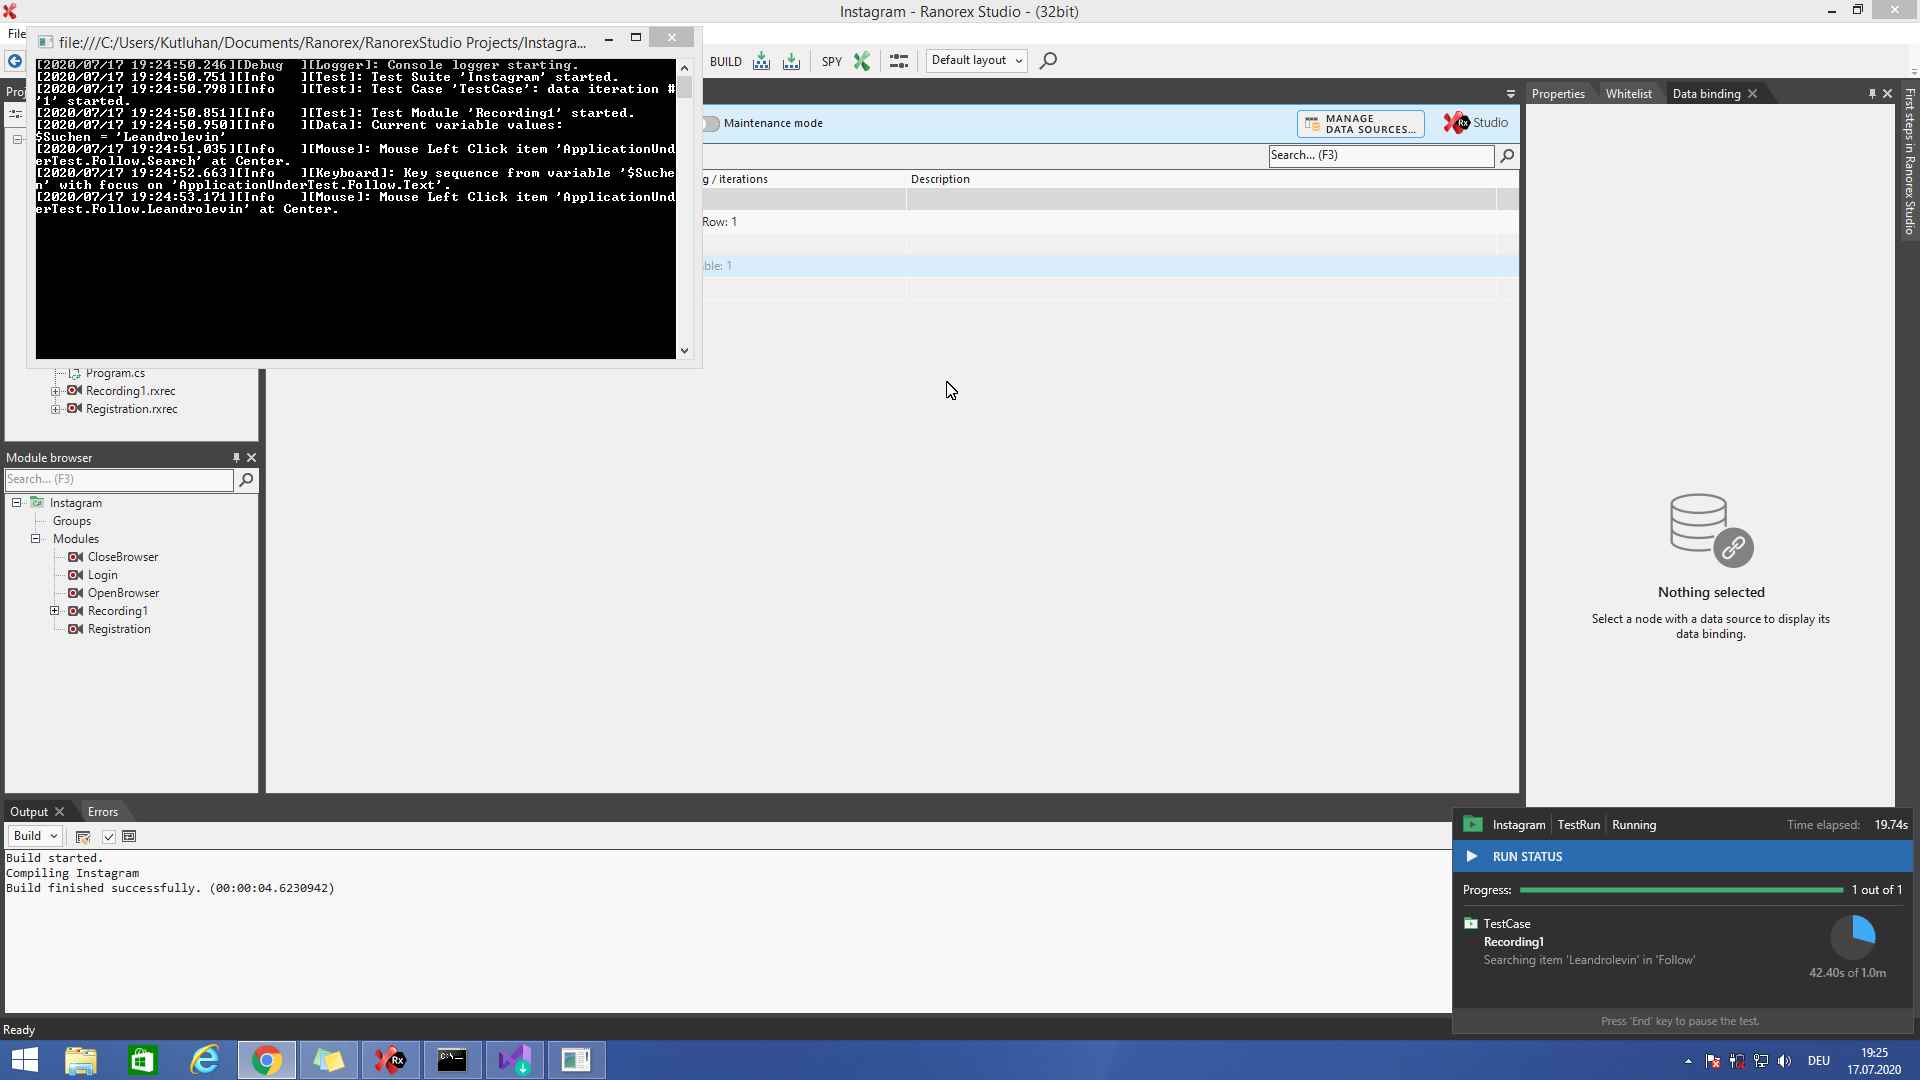 Instagram - Ranorex Studio - (32bit)
File
file:///C:/Users/Kutluhan/Documents/Ranorex/RanorexStudio Projects/Instagra...
[2020/07/17 19:24:50.246][Debug ][Logger]: Console logger starting.
[2020/07/17 19:24:50.751][Info ][Test]: Test Suite 'Instagram' started.
[2020/07/17 19:24:50.798][Info ][Test]: Test Case 'TestCase': data iteration #
'1' started.
[2020/07/17 19:24:50.851][Info ][Test]: Test Module 'Recording1' started.
[2020/07/17 19:24:50.950][Info ][Data]: Current variable values:
$Suchen = 'Leandrolevin'
[2020/07/17 19:24:51.035][Info ][Mouse]: Mouse Left Click item 'ApplicationUnd
erTest.Follow.Search' at Center.
[2020/07/17 19:24:52.663][Info ][Keyboard]: Key sequence from variable '$Suche
n' with focus on 'ApplicationUnderTest.Follow.Text'.
[2020/07/17 19:24:53.171][Info ][Mouse]: Mouse Left Click item 'ApplicationUnd
erTest.Follow.Leandrolevin' at Center.
BUILD
SPY
Default layout
Maintenance mode
MANAGE
DATA SOURCES...
Rx Studio
Search... (F3)
g / iterations
Description
Row: 1
ble: 1
Proj
Program.cs
Recording1.rxrec
Registration.rxrec
Module browser
Search... (F3)
Instagram
Groups
Modules
CloseBrowser
Login
OpenBrowser
Recording1
Registration
Properties
Whitelist
Data binding
First steps in Ranorex Studio
Nothing selected
Select a node with a data source to display its
data binding.
Output
Errors
Build
Build started.
Compiling Instagram
Build finished successfully. (00:00:04.6230942)
Instagram
TestRun
Running
Time elapsed: 19.74s
RUN STATUS
Progress:
1 out of 1
TestCase
Recording1
Searching item 'Leandrolevin' in 'Follow'
42.40s of 1.0m
Press 'End' key to pause the test.
Ready
Rx
C:\
DEU
19:25
17.07.2020